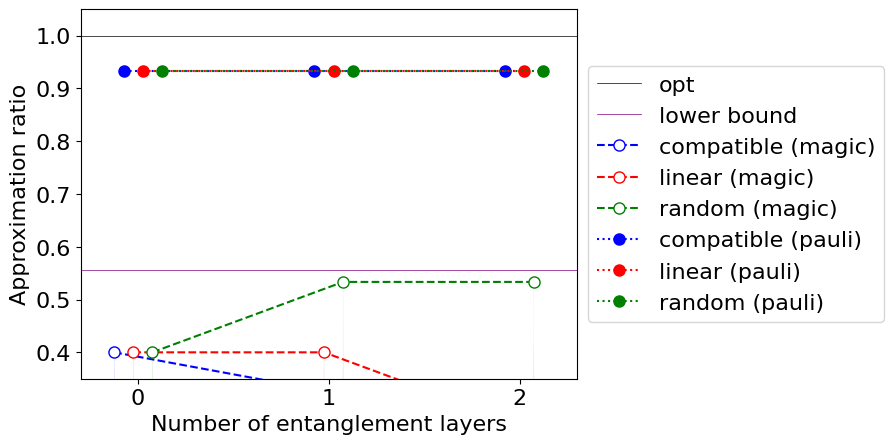 Approximation ratio
1.0
0.9
0.8
0.7
0.6
0.5
0.4
0
1
2
Number of entanglement layers
opt
lower bound
compatible (magic)
linear (magic)
random (magic)
compatible (pauli)
linear (pauli)
random (pauli)